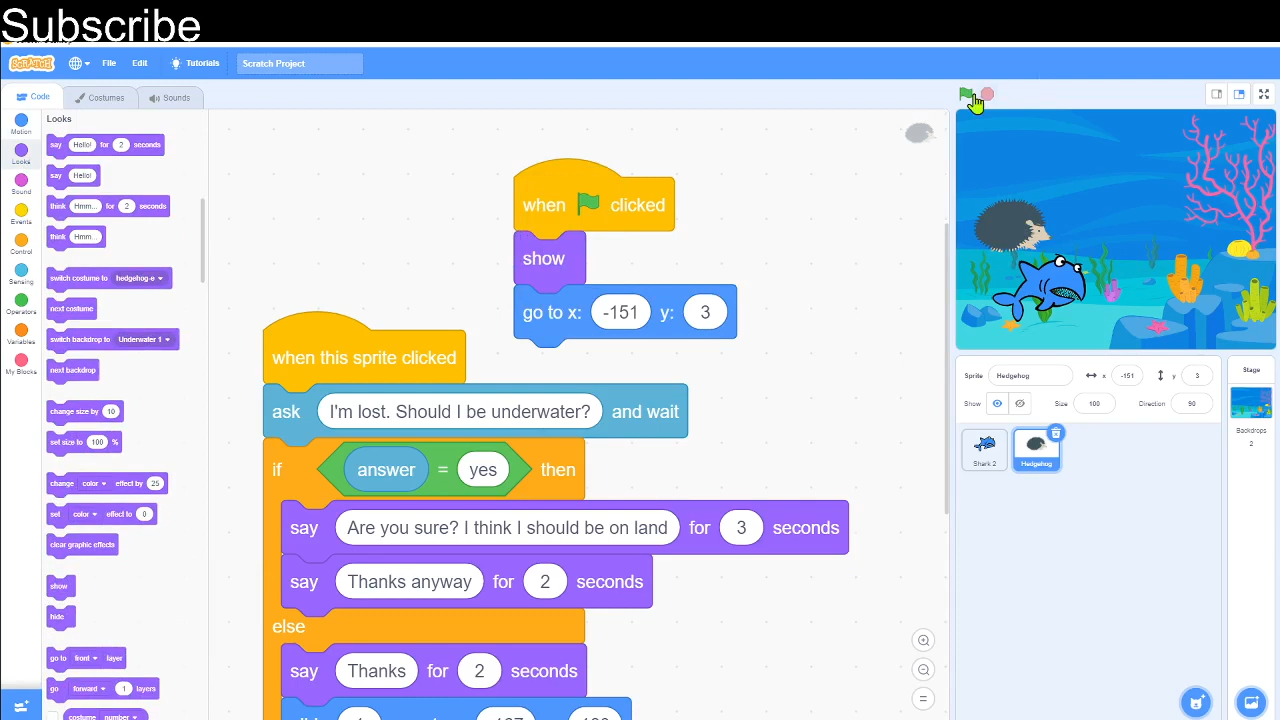 Subscribe
SCRATCH
File
Edit
Tutorials
Scratch Project
Code
Costumes
Sounds
Motion
Looks
Sound
Events
Control
Sensing
Operators
Variables
My Blocks
Looks
say Hello! for 2 seconds
say Hello!
think Hmm... for 2 seconds
think Hmm...
switch costume to hedgehog-e
next costume
switch backdrop to Underwater 1
next backdrop
change size by 10
set size to 100 %
change color effect by 25
set color effect to 0
clear graphic effects
show
hide
go to front layer
go forward 1 layers
costume number
when clicked
show
go to x: -151 y: 3
when this sprite clicked
ask I'm lost. Should I be underwater? and wait
if answer = yes then
say Are you sure? I think I should be on land for 3 seconds
say Thanks anyway for 2 seconds
else
say Thanks for 2 seconds
Sprite Hedgehog x -151 y 3
Show Size 100 Direction 90
Shark 2
Hedgehog
Stage
Backdrops
2